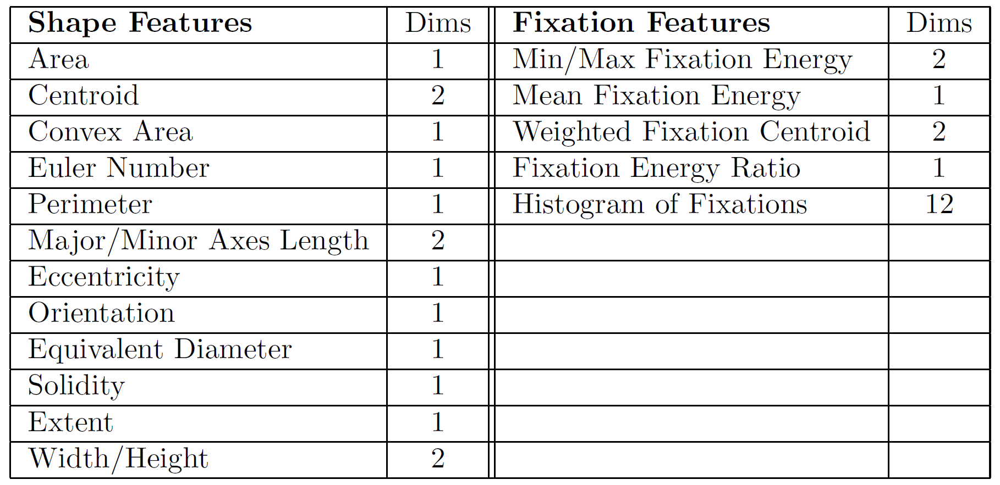 Shape Features Dims Fixation Features Dims
Area 1 Min/Max Fixation Energy 2
Centroid 2 Mean Fixation Energy 1
Convex Area 1 Weighted Fixation Centroid 2
Euler Number 1 Fixation Energy Ratio 1
Perimeter 1 Histogram of Fixations 12
Major/Minor Axes Length 2
Eccentricity 1
Orientation 1
Equivalent Diameter 1
Solidity 1
Extent 1
Width/Height 2